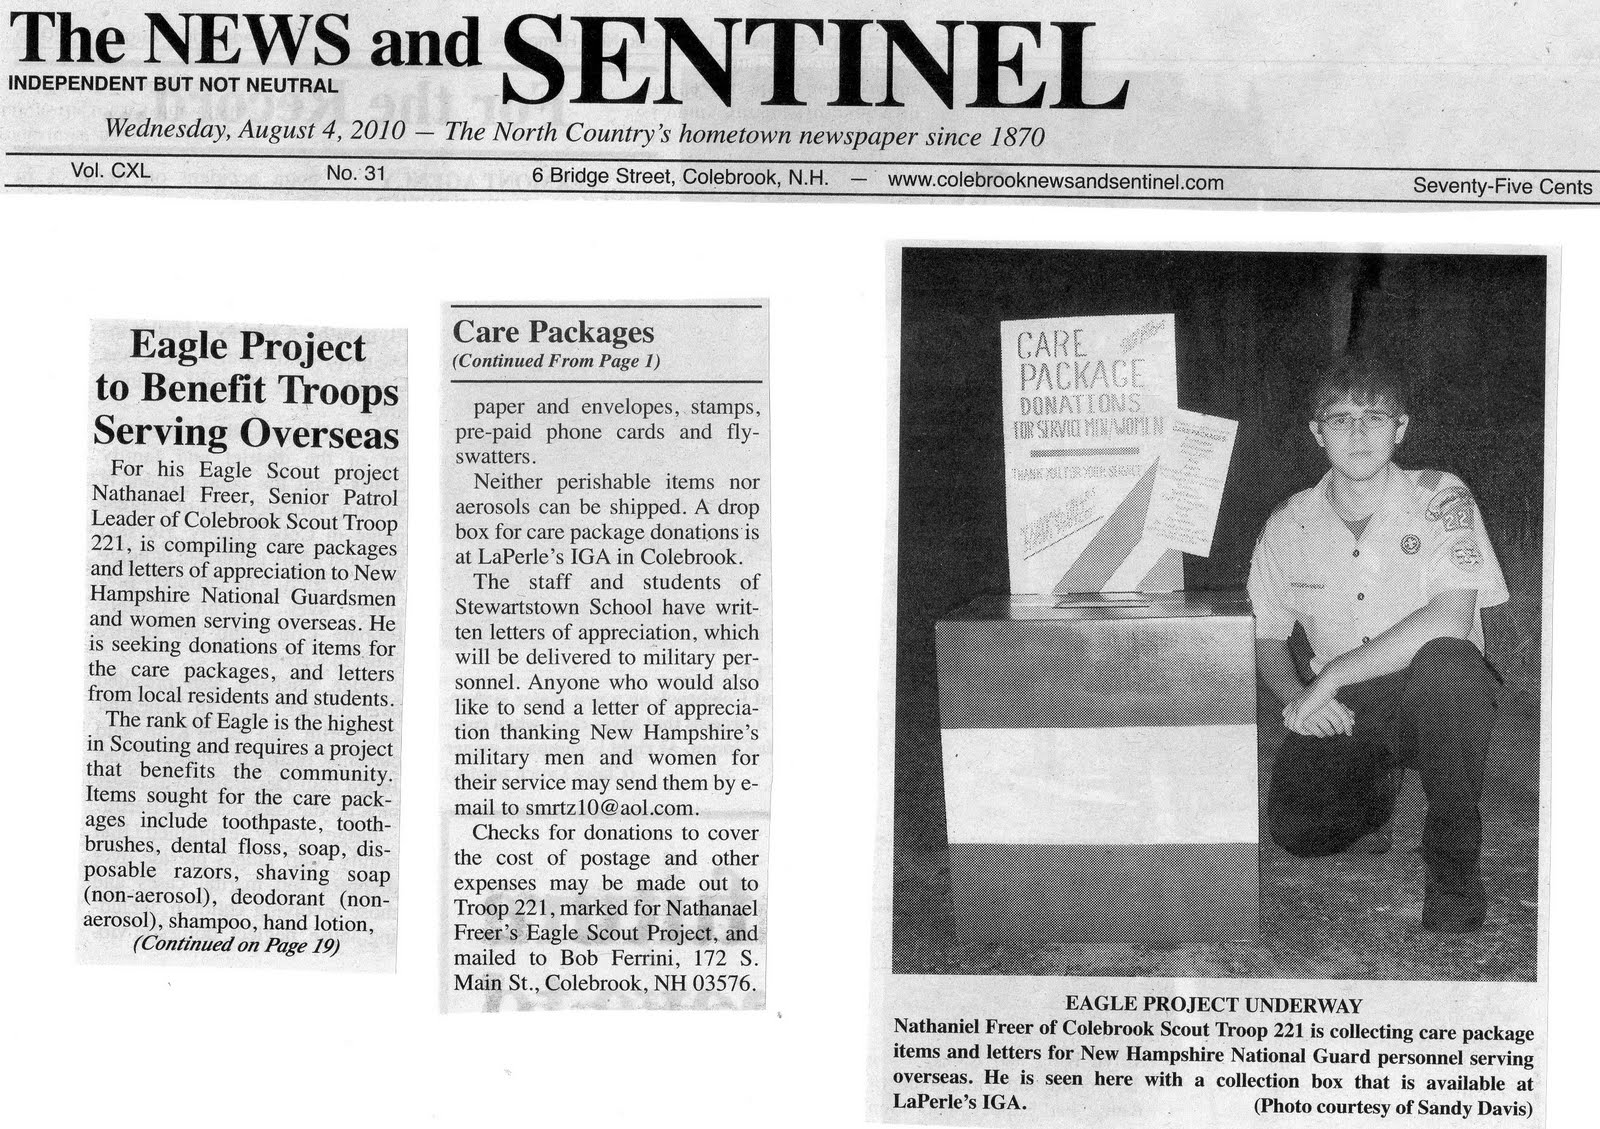 The NEWS and SENTINEL
INDEPENDENT BUT NOT NEUTRAL
Wednesday, August 4, 2010 — The North Country's hometown newspaper since 1870
Vol. CXL No. 31 6 Bridge Street, Colebrook, N.H. — www.colebrooknewsandsentinel.com Seventy-Five Cents
Eagle Project
to Benefit Troops
Serving Overseas
For his Eagle Scout project
Nathanael Freer, Senior Patrol
Leader of Colebrook Scout Troop
221, is compiling care packages
and letters of appreciation to New
Hampshire National Guardsmen
and women serving overseas. He
is seeking donations of items for
the care packages, and letters
from local residents and students.
The rank of Eagle is the highest
in Scouting and requires a project
that benefits the community.
Items sought for the care pack-
ages include toothpaste, tooth-
brushes, dental floss, soap, dis-
posable razors, shaving soap
(non-aerosol), deodorant (non-
aerosol), shampoo, hand lotion,
(Continued on Page 19)
Care Packages
(Continued From Page 1)
paper and envelopes, stamps,
pre-paid phone cards and fly-
swatters.
Neither perishable items nor
aerosols can be shipped. A drop
box for care package donations is
at LaPerle's IGA in Colebrook.
The staff and students of
Stewartstown School have writ-
ten letters of appreciation, which
will be delivered to military per-
sonnel. Anyone who would also
like to send a letter of apprecia-
tion thanking New Hampshire's
military men and women for
their service may send them by e-
mail to smrtz10@aol.com.
Checks for donations to cover
the cost of postage and other
expenses may be made out to
Troop 221, marked for Nathanael
Freer's Eagle Scout Project, and
mailed to Bob Ferrini, 172 S.
Main St., Colebrook, NH 03576.
CARE
PACKAGE
DONATIONS
FOR SERVICE MEN/WOMEN
THANK YOU FOR YOUR SERVICE
CARE PACKAGES
221
EAGLE PROJECT UNDERWAY
Nathaniel Freer of Colebrook Scout Troop 221 is collecting care package
items and letters for New Hampshire National Guard personnel serving
overseas. He is seen here with a collection box that is available at
LaPerle's IGA. (Photo courtesy of Sandy Davis)